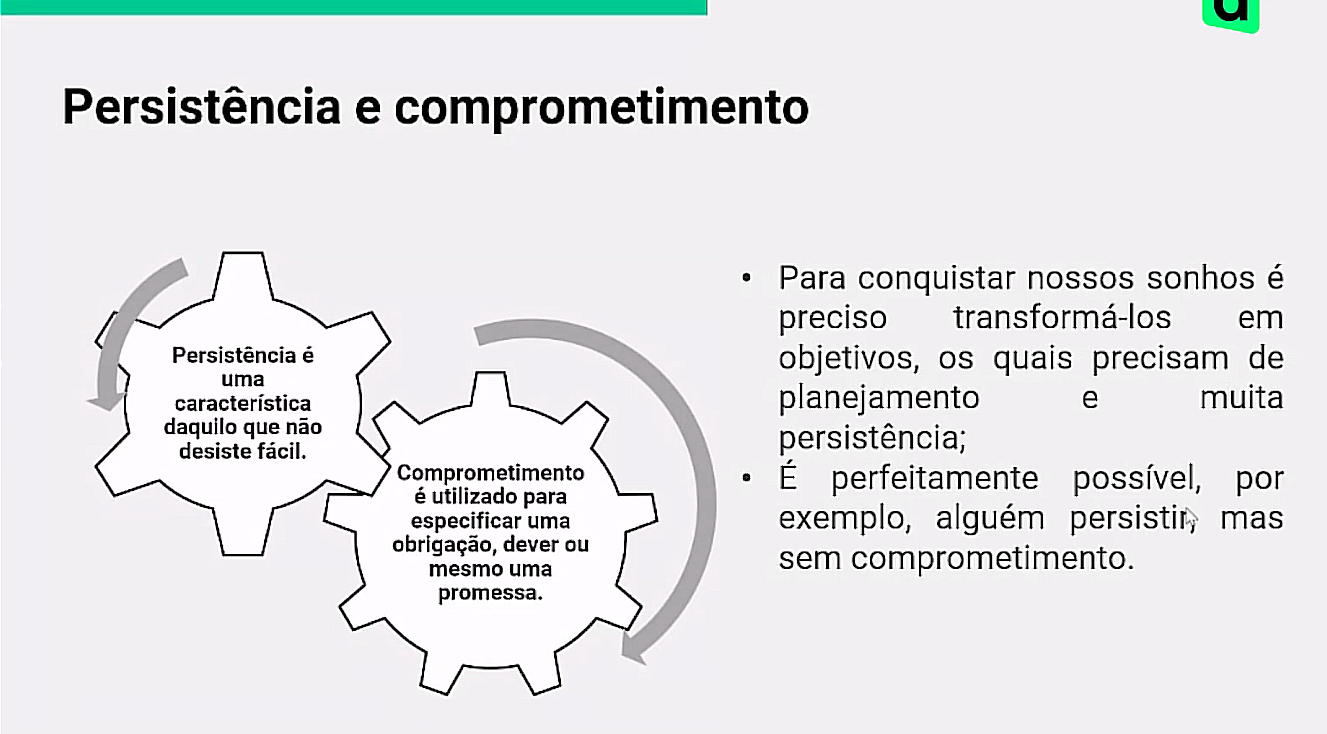 Persistência e comprometimento
Persistência é
uma
característica
daquilo que não
desiste fácil.
Comprometimento
é utilizado para
especificar uma
obrigação, dever ou
mesmo uma
promessa.
• Para conquistar nossos sonhos é
preciso transformá-los em
objetivos, os quais precisam de
planejamento e muita
persistência;
• É perfeitamente possível, por
exemplo, alguém persistir, mas
sem comprometimento.